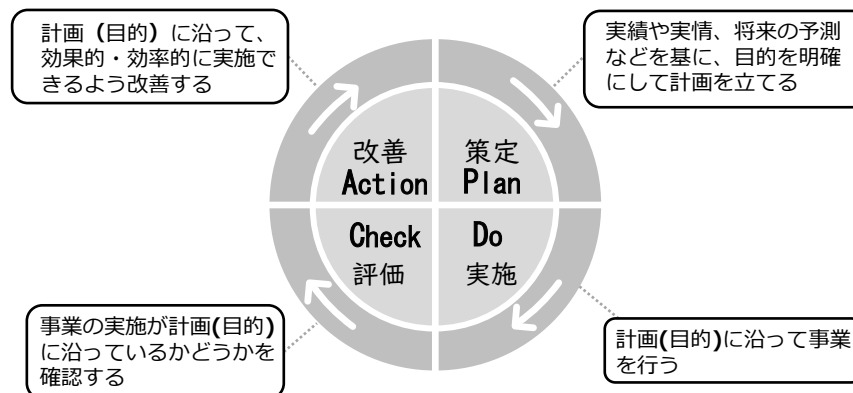 計画（目的）に沿って、
効果的・効率的に実施で
きるよう改善する
実績や実情、将来の予測
などを基に、目的を明確
にして計画を立てる
改善
Action
策定
Plan
Check
評価
Do
実施
事業の実施が計画(目的)
に沿っているかどうかを
確認する
計画(目的)に沿って事業
を行う